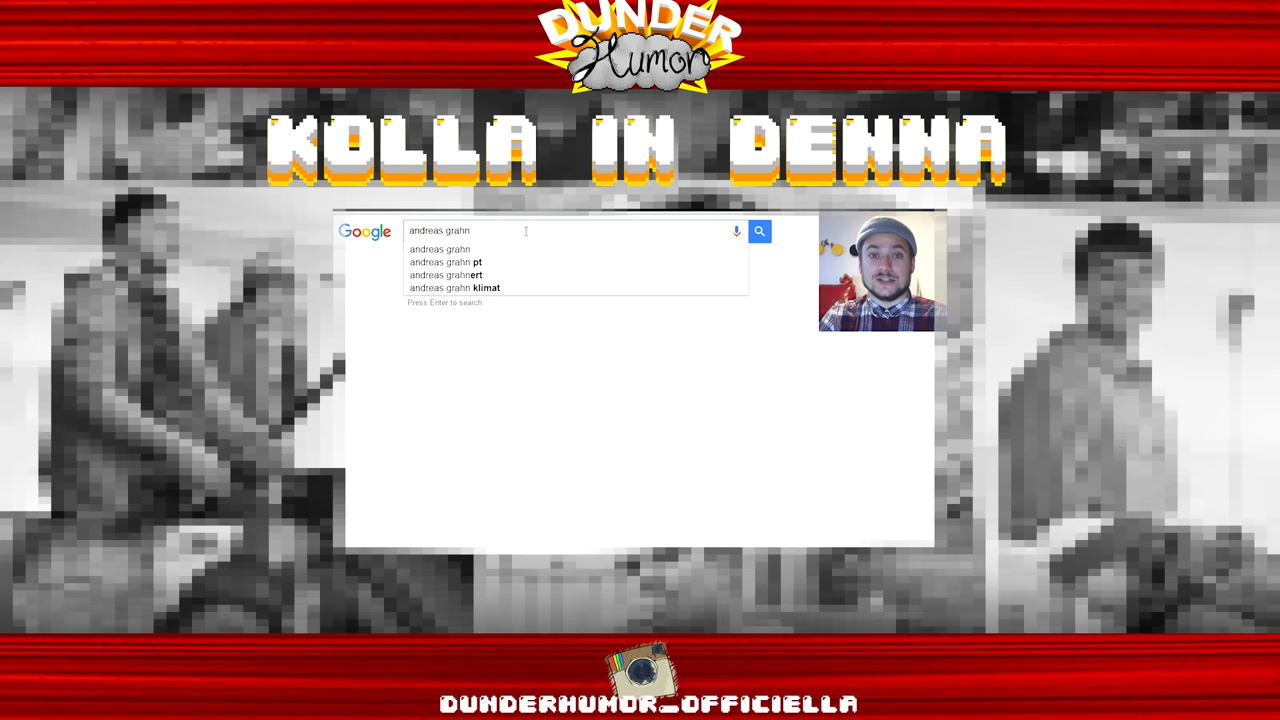 DUNDER
Humor
KOLLA IN DENNA
Google
andreas grahn
andreas grahn
andreas grahn pt
andreas grahnert
andreas grahn klimat
Press Enter to search
DUNDERHUMOR_OFFICIELLA